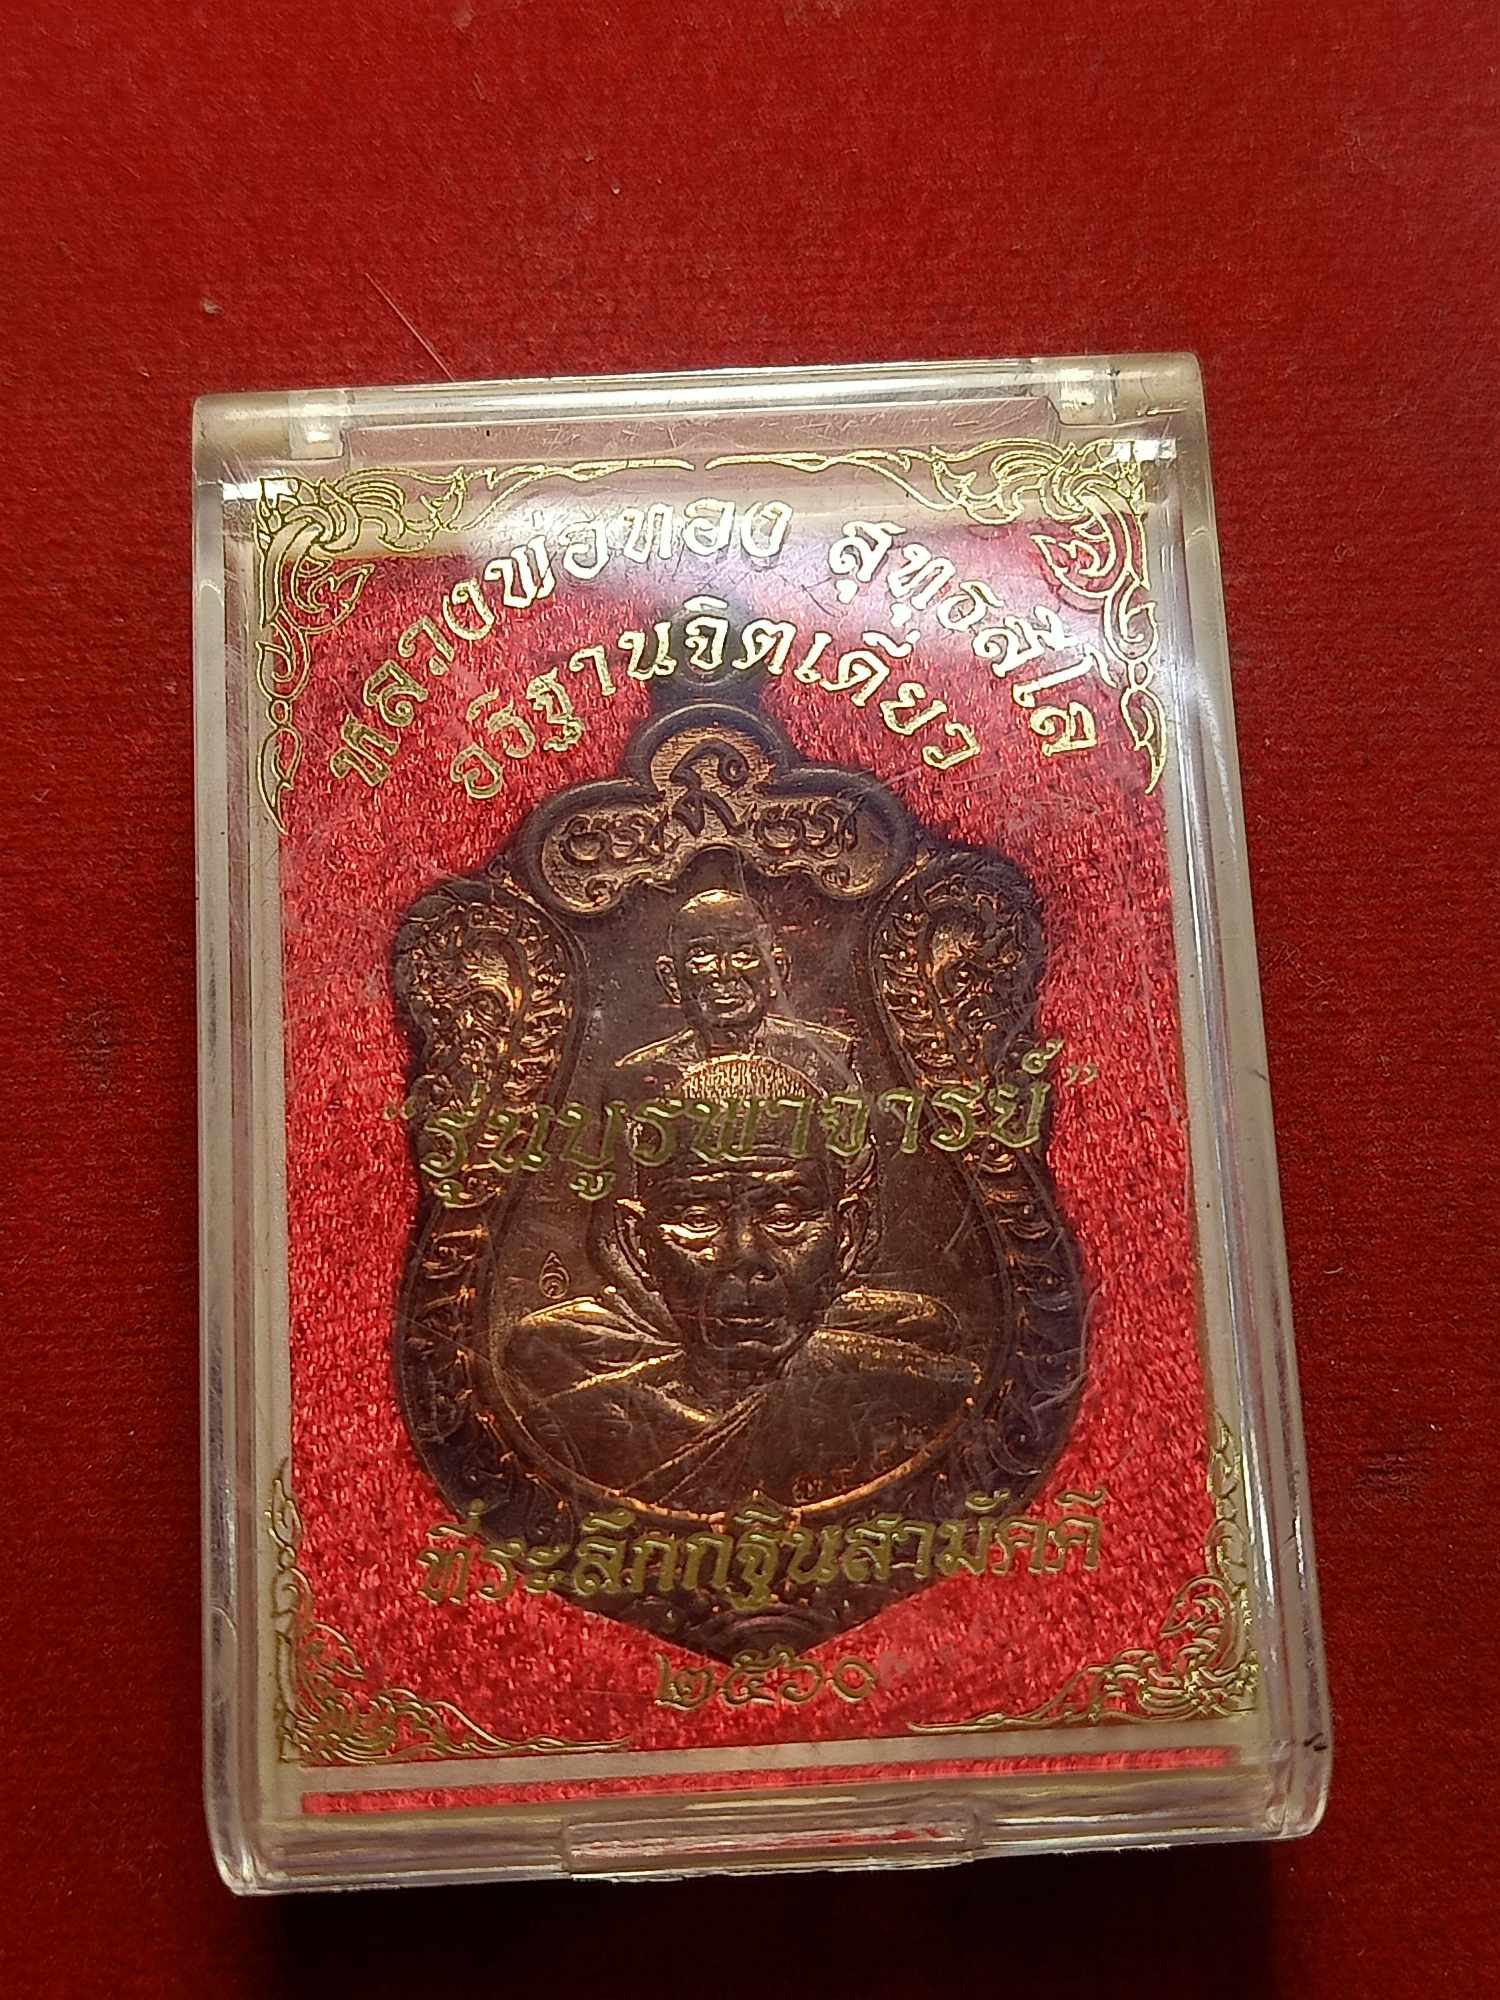 หลวงพ่อทอง สุทธสีโล
อธิฐานจิตเดี่ยว
“รุ่นบูรพาจารย์”
ที่ระลึกกฐินสามัคคี
๒๕๖๐